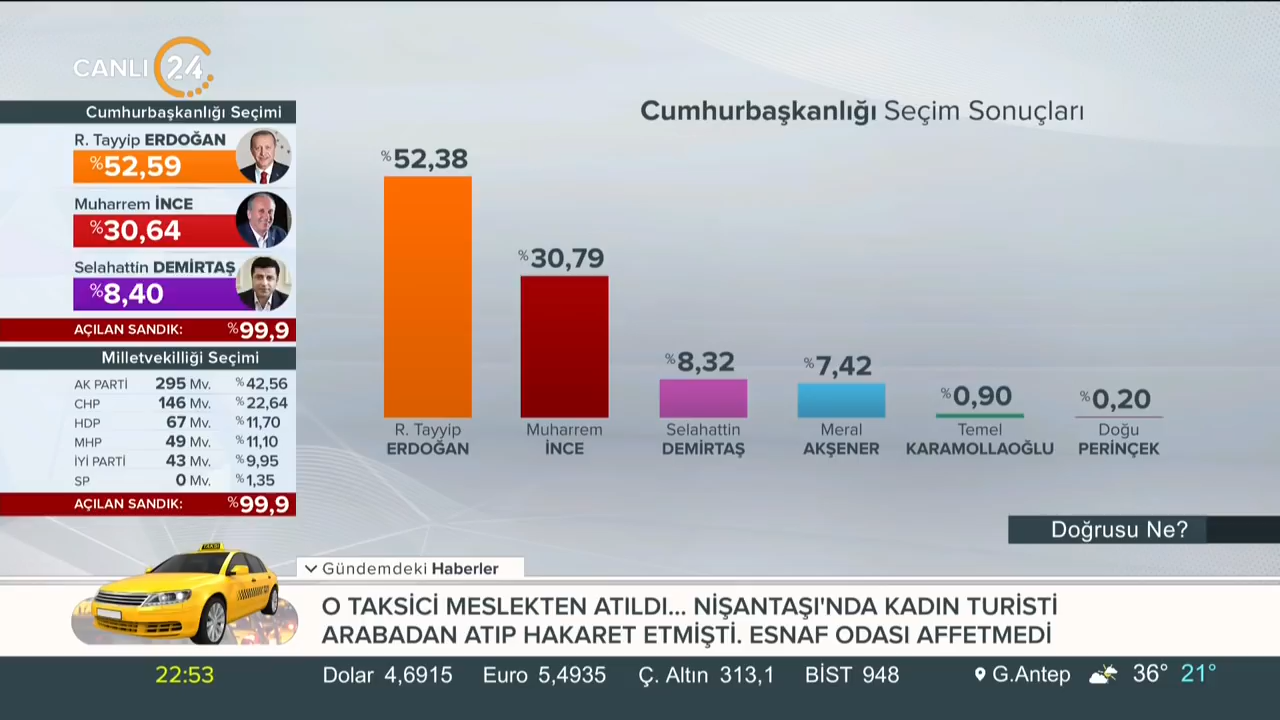 CANLI 24
Cumhurbaşkanlığı Seçimi
R. Tayyip ERDOĞAN
%52,59
Muharrem İNCE
%30,64
Selahattin DEMİRTAŞ
%8,40
AÇILAN SANDIK: %99,9
Milletvekilliği Seçimi
AK PARTİ 295 Mv. %42,56
CHP 146 Mv. %22,64
HDP 67 Mv. %11,70
MHP 49 Mv. %11,10
İYİ PARTİ 43 Mv. %9,95
SP 0 Mv. %1,35
AÇILAN SANDIK: %99,9
Cumhurbaşkanlığı Seçim Sonuçları
%52,38
R. Tayyip
ERDOĞAN
%30,79
Muharrem
İNCE
%8,32
Selahattin
DEMİRTAŞ
%7,42
Meral
AKŞENER
%0,90
Temel
KARAMOLLAOĞLU
%0,20
Doğu
PERİNÇEK
Doğrusu Ne?
Gündemdeki Haberler
TAKSİ
O TAKSİCİ MESLEKTEN ATILDI... NİŞANTAŞI'NDA KADIN TURİSTİ
ARABADAN ATIP HAKARET ETMİŞTİ. ESNAF ODASI AFFETMEDİ
22:53 Dolar 4,6915 Euro 5,4935 Ç. Altın 313,1 BİST 948 G.Antep 36° 21°